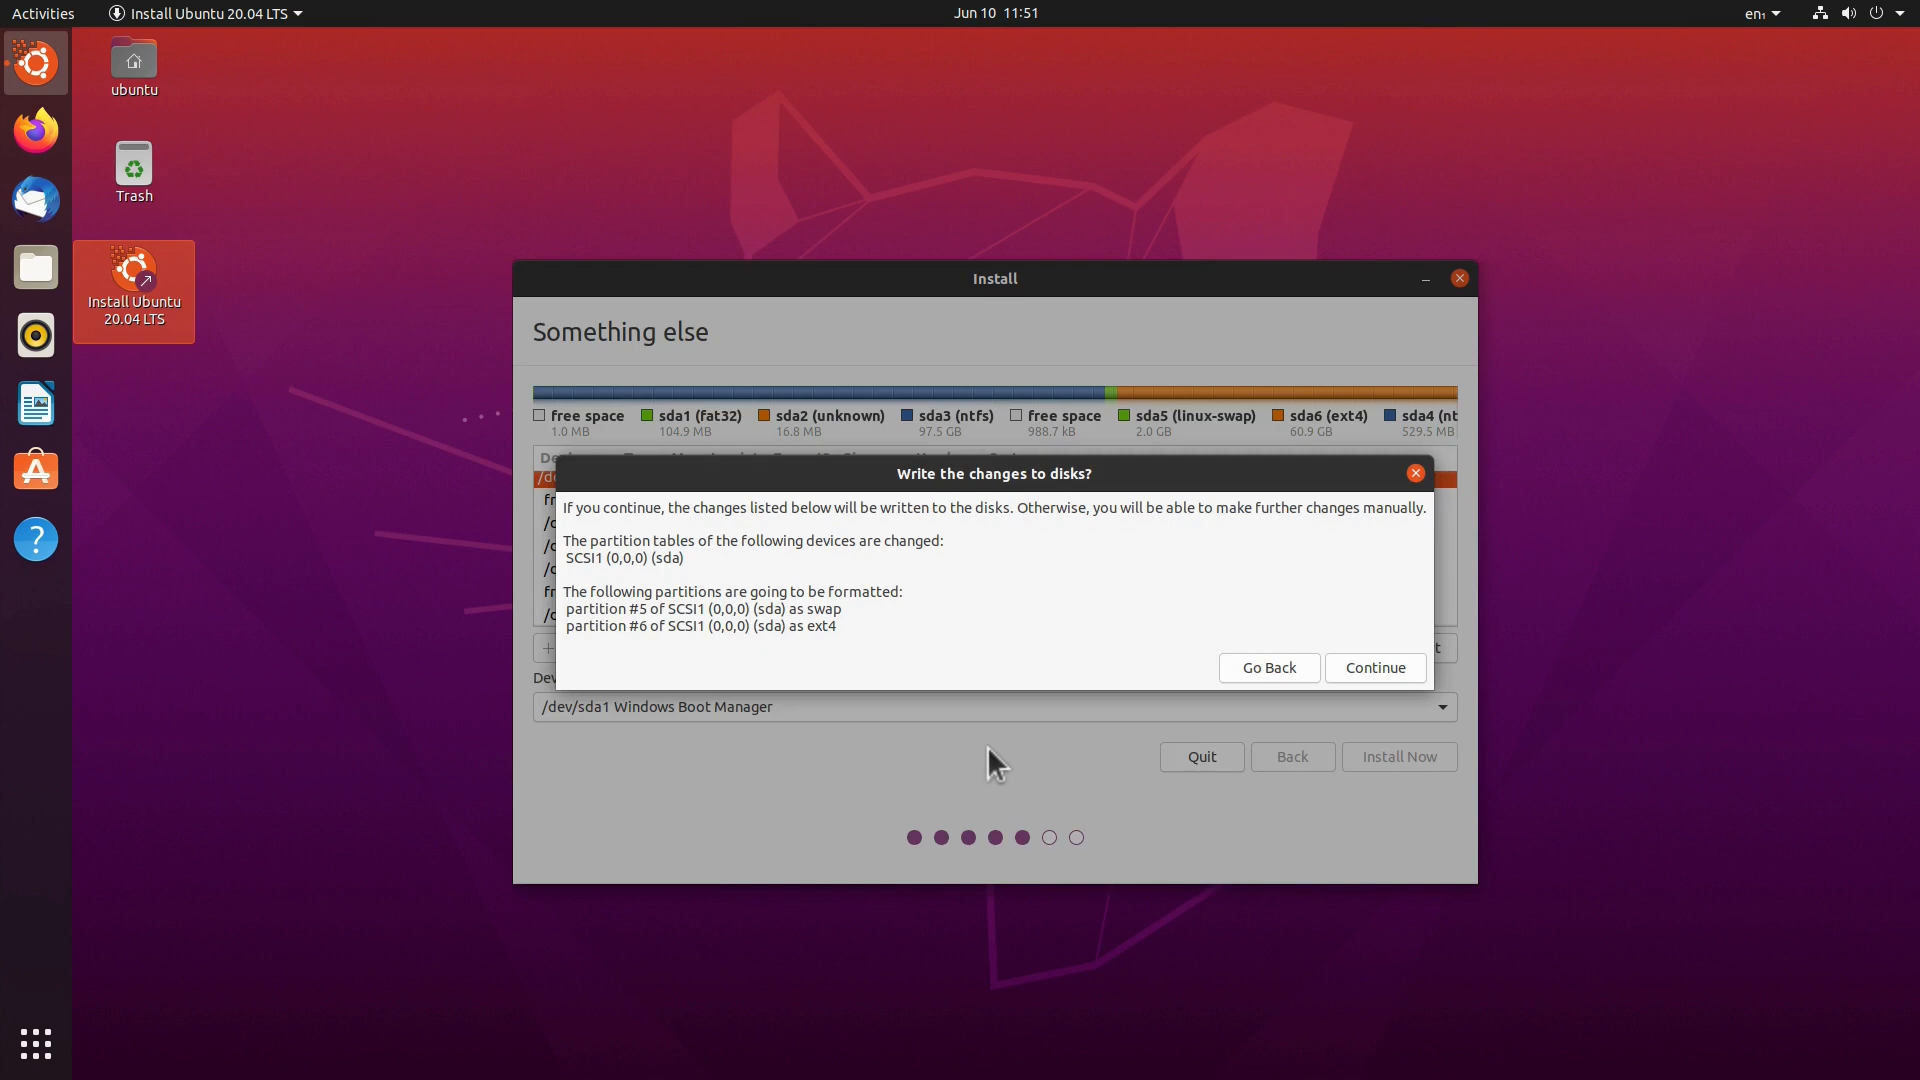 Activities
Install Ubuntu 20.04 LTS
Jun 10 11:51
en₁
ubuntu
Trash
Install Ubuntu
20.04 LTS
Install
Something else
free space
1.0 MB
sda1 (fat32)
104.9 MB
sda2 (unknown)
16.8 MB
sda3 (ntfs)
97.5 GB
free space
988.7 kB
sda5 (linux-swap)
2.0 GB
sda6 (ext4)
60.9 GB
sda4 (nt
529.5 MB
Write the changes to disks?
If you continue, the changes listed below will be written to the disks. Otherwise, you will be able to make further changes manually.
The partition tables of the following devices are changed:
SCSI1 (0,0,0) (sda)
The following partitions are going to be formatted:
partition #5 of SCSI1 (0,0,0) (sda) as swap
partition #6 of SCSI1 (0,0,0) (sda) as ext4
Go Back
Continue
Dev
/dev/sda1 Windows Boot Manager
Quit
Back
Install Now